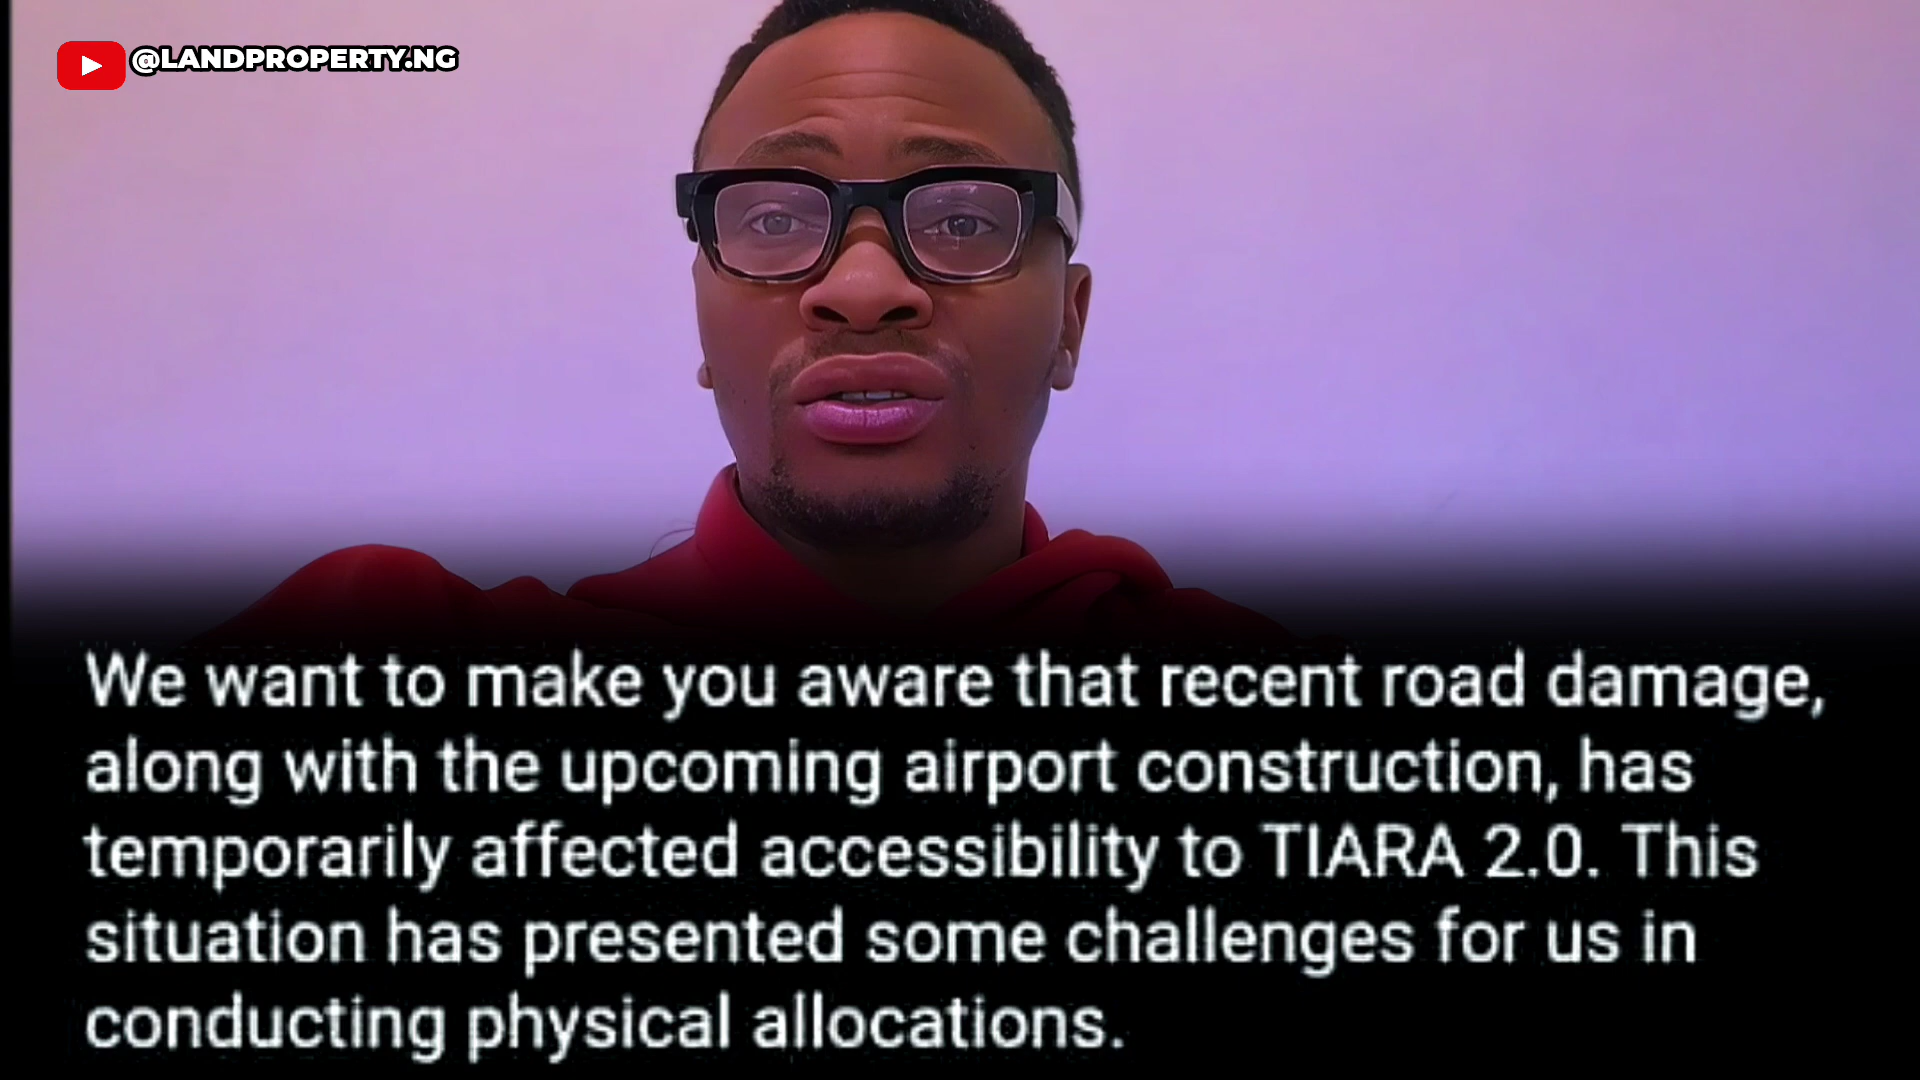 @LANDPROPERTY.NG
We want to make you aware that recent road damage,
along with the upcoming airport construction, has
temporarily affected accessibility to TIARA 2.0. This
situation has presented some challenges for us in
conducting physical allocations.